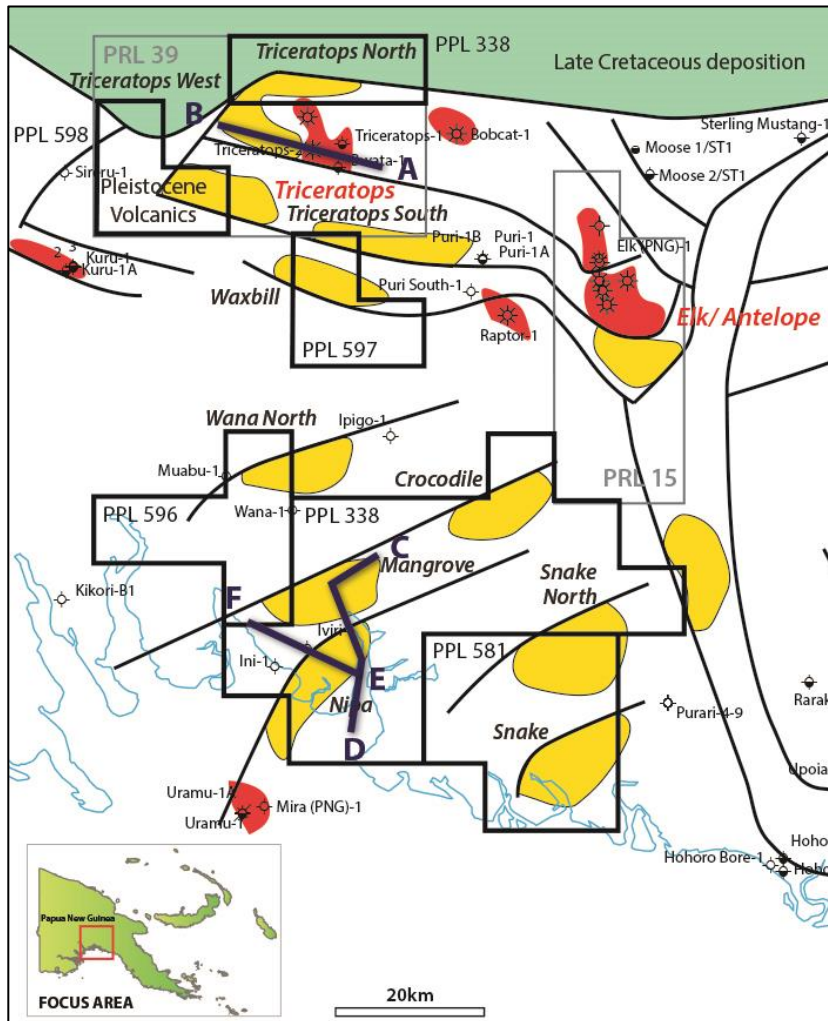 PRL 39
Triceratops North
PPL 338
Late Cretaceous deposition
Triceratops West
B
PPL 598
Triceratops-1
Bobcat-1
Sterling Mustang-1
Moose 1/ST1
Triceratops-2
Bwata-1
A
Sireru-1
Moose 2/ST1
Pleistocene
Volcanics
Triceratops
Triceratops South
Puri-1B
Puri-1
Puri-1A
Elk (PNG)-1
2
3
Kuru-1
Kuru-1A
Waxbill
Puri South-1
Raptor-1
Elk/ Antelope
PPL 597
Wana North
Ipigo-1
Muabu-1
Crocodile
PRL 15
PPL 596
Wana-1
PPL 338
C
Mangrove
Kikori-B1
F
Snake
North
Iviri-
Ini-1
PPL 581
E
Nipa
D
Snake
Purari-4-9
Rarak
Upoia
Uramu-1A
Mira (PNG)-1
Uramu-1
Hohoro Bore-1
Hoho
Hoho
Papua New Guinea
FOCUS AREA
20km